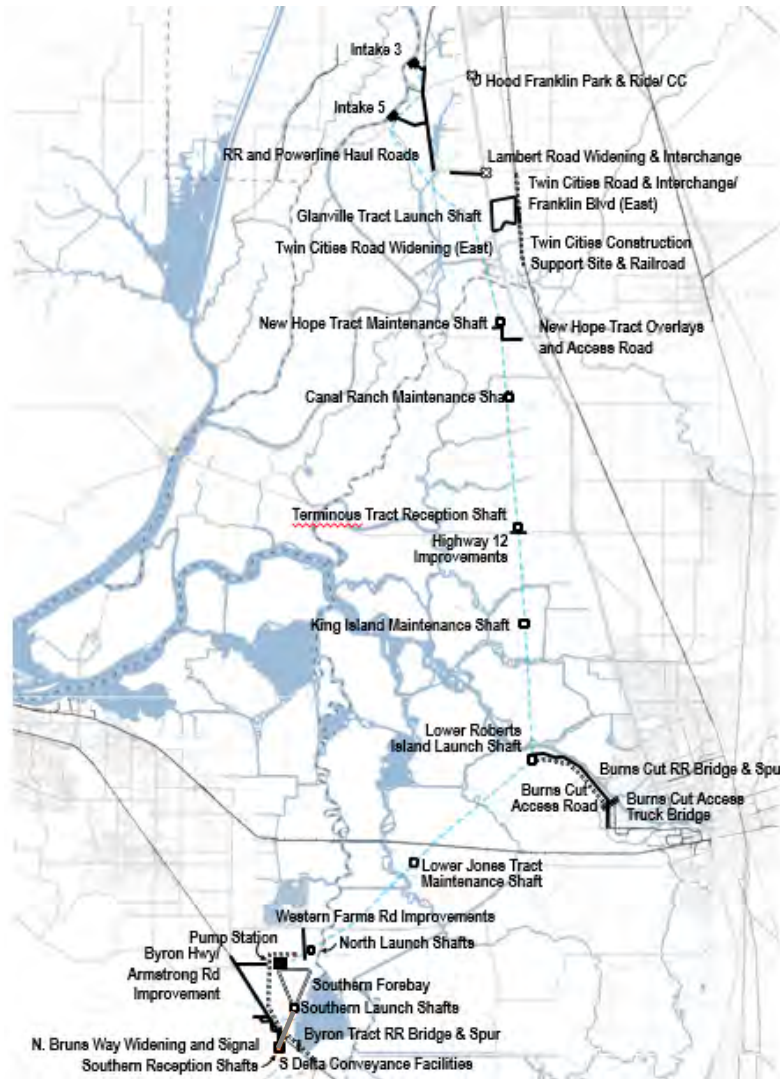 Intake 3
J Hood Franklin Park & Ride/ CC
Intake 5
RR and Powerline Haul Roads
Lambert Road Widening & Interchange
Twin Cities Road & Interchange/
Franklin Blvd (East)
Glanville Tract Launch Shaft
Twin Cities Road Widening (East)
Twin Cities Construction
Support Site & Railroad
New Hope Tract Maintenance Shaft
New Hope Tract Overlays
and Access Road
Canal Ranch Maintenance Shaft
Terminous Tract Reception Shaft
Highway 12
Improvements
King Island Maintenance Shaft
Lower Roberts
Island Launch Shaft
Burns Cut RR Bridge & Spu
Burns Cut
Access Road
Burns Cut Access
Truck Bridge
Lower Jones Tract
Maintenance Shaft
Western Farms Rd Improvements
North Launch Shafts
Pump Station
Byron Hwy/
Armstrong Rd
Improvement
Southern Forebay
Southern Launch Shafts
Byron Tract RR Bridge & Spur
N. Bruns Way Widening and Signal
Southern Reception Shafts
S Delta Conveyance Facilities